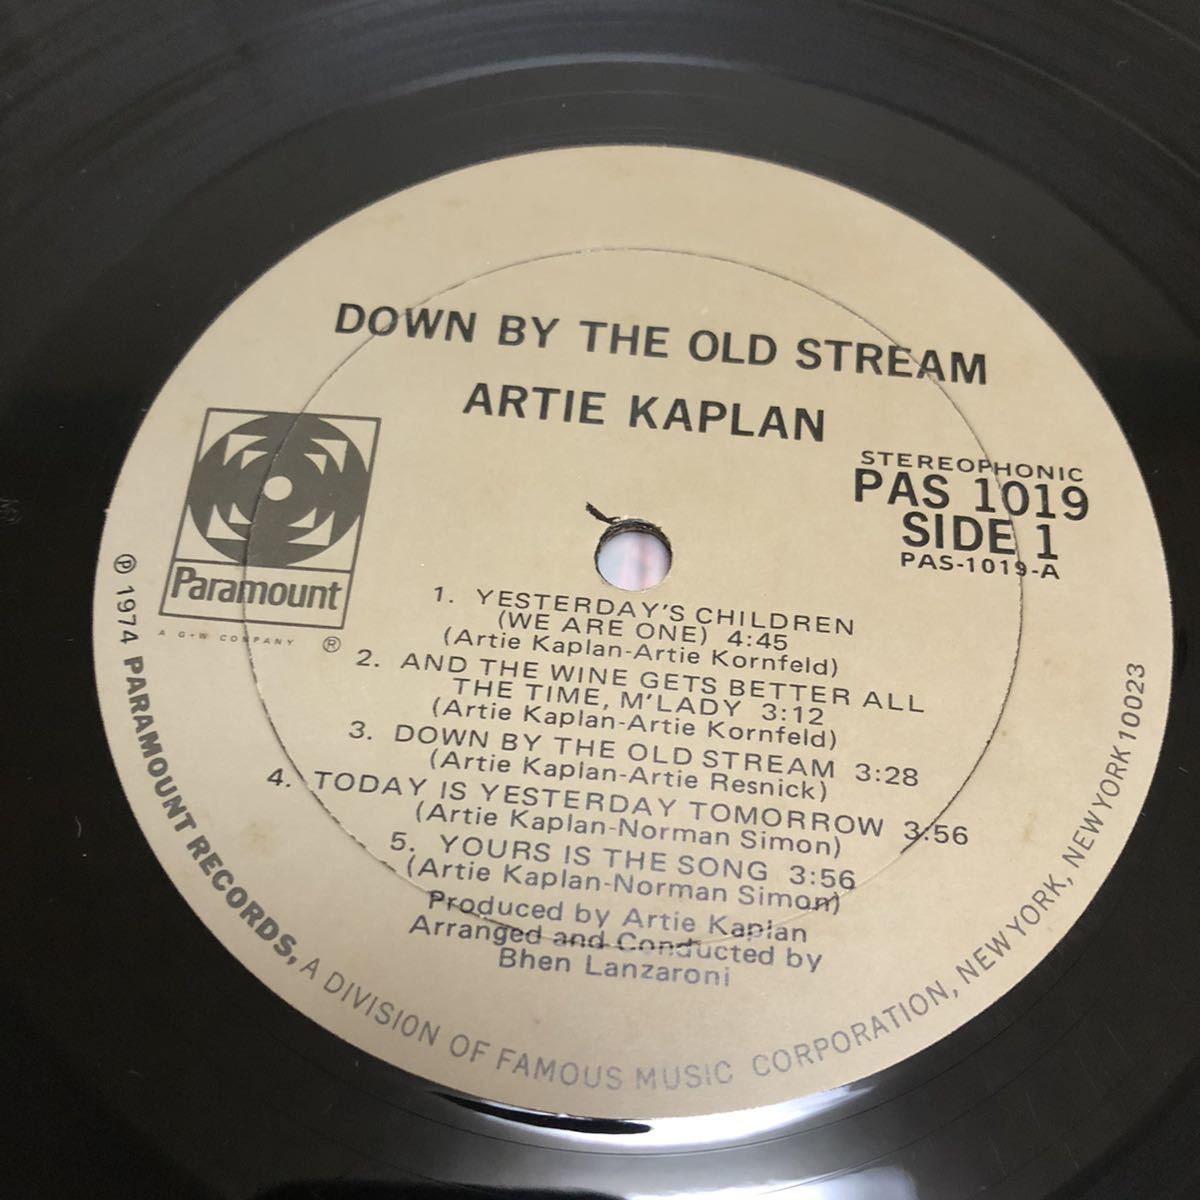 DOWN BY THE OLD STREAM
ARTIE KAPLAN
STEREOPHONIC
PAS 1019
SIDE 1
PAS-1019-A
Paramount
A G+W COMPANY ®
1. YESTERDAY'S CHILDREN
(WE ARE ONE) 4:45
(Artie Kaplan-Artie Kornfeld)
2. AND THE WINE GETS BETTER ALL
THE TIME, M'LADY 3:12
(Artie Kaplan-Artie Kornfeld)
3. DOWN BY THE OLD STREAM 3:28
(Artie Kaplan-Artie Resnick)
4. TODAY IS YESTERDAY TOMORROW 3:56
(Artie Kaplan-Norman Simon)
5. YOURS IS THE SONG 3:56
(Artie Kaplan-Norman Simon)
Produced by Artie Kaplan
Arranged and Conducted by
Bhen Lanzaroni
℗ 1974 PARAMOUNT RECORDS, A DIVISION OF FAMOUS MUSIC CORPORATION, NEW YORK, NEW YORK 10023